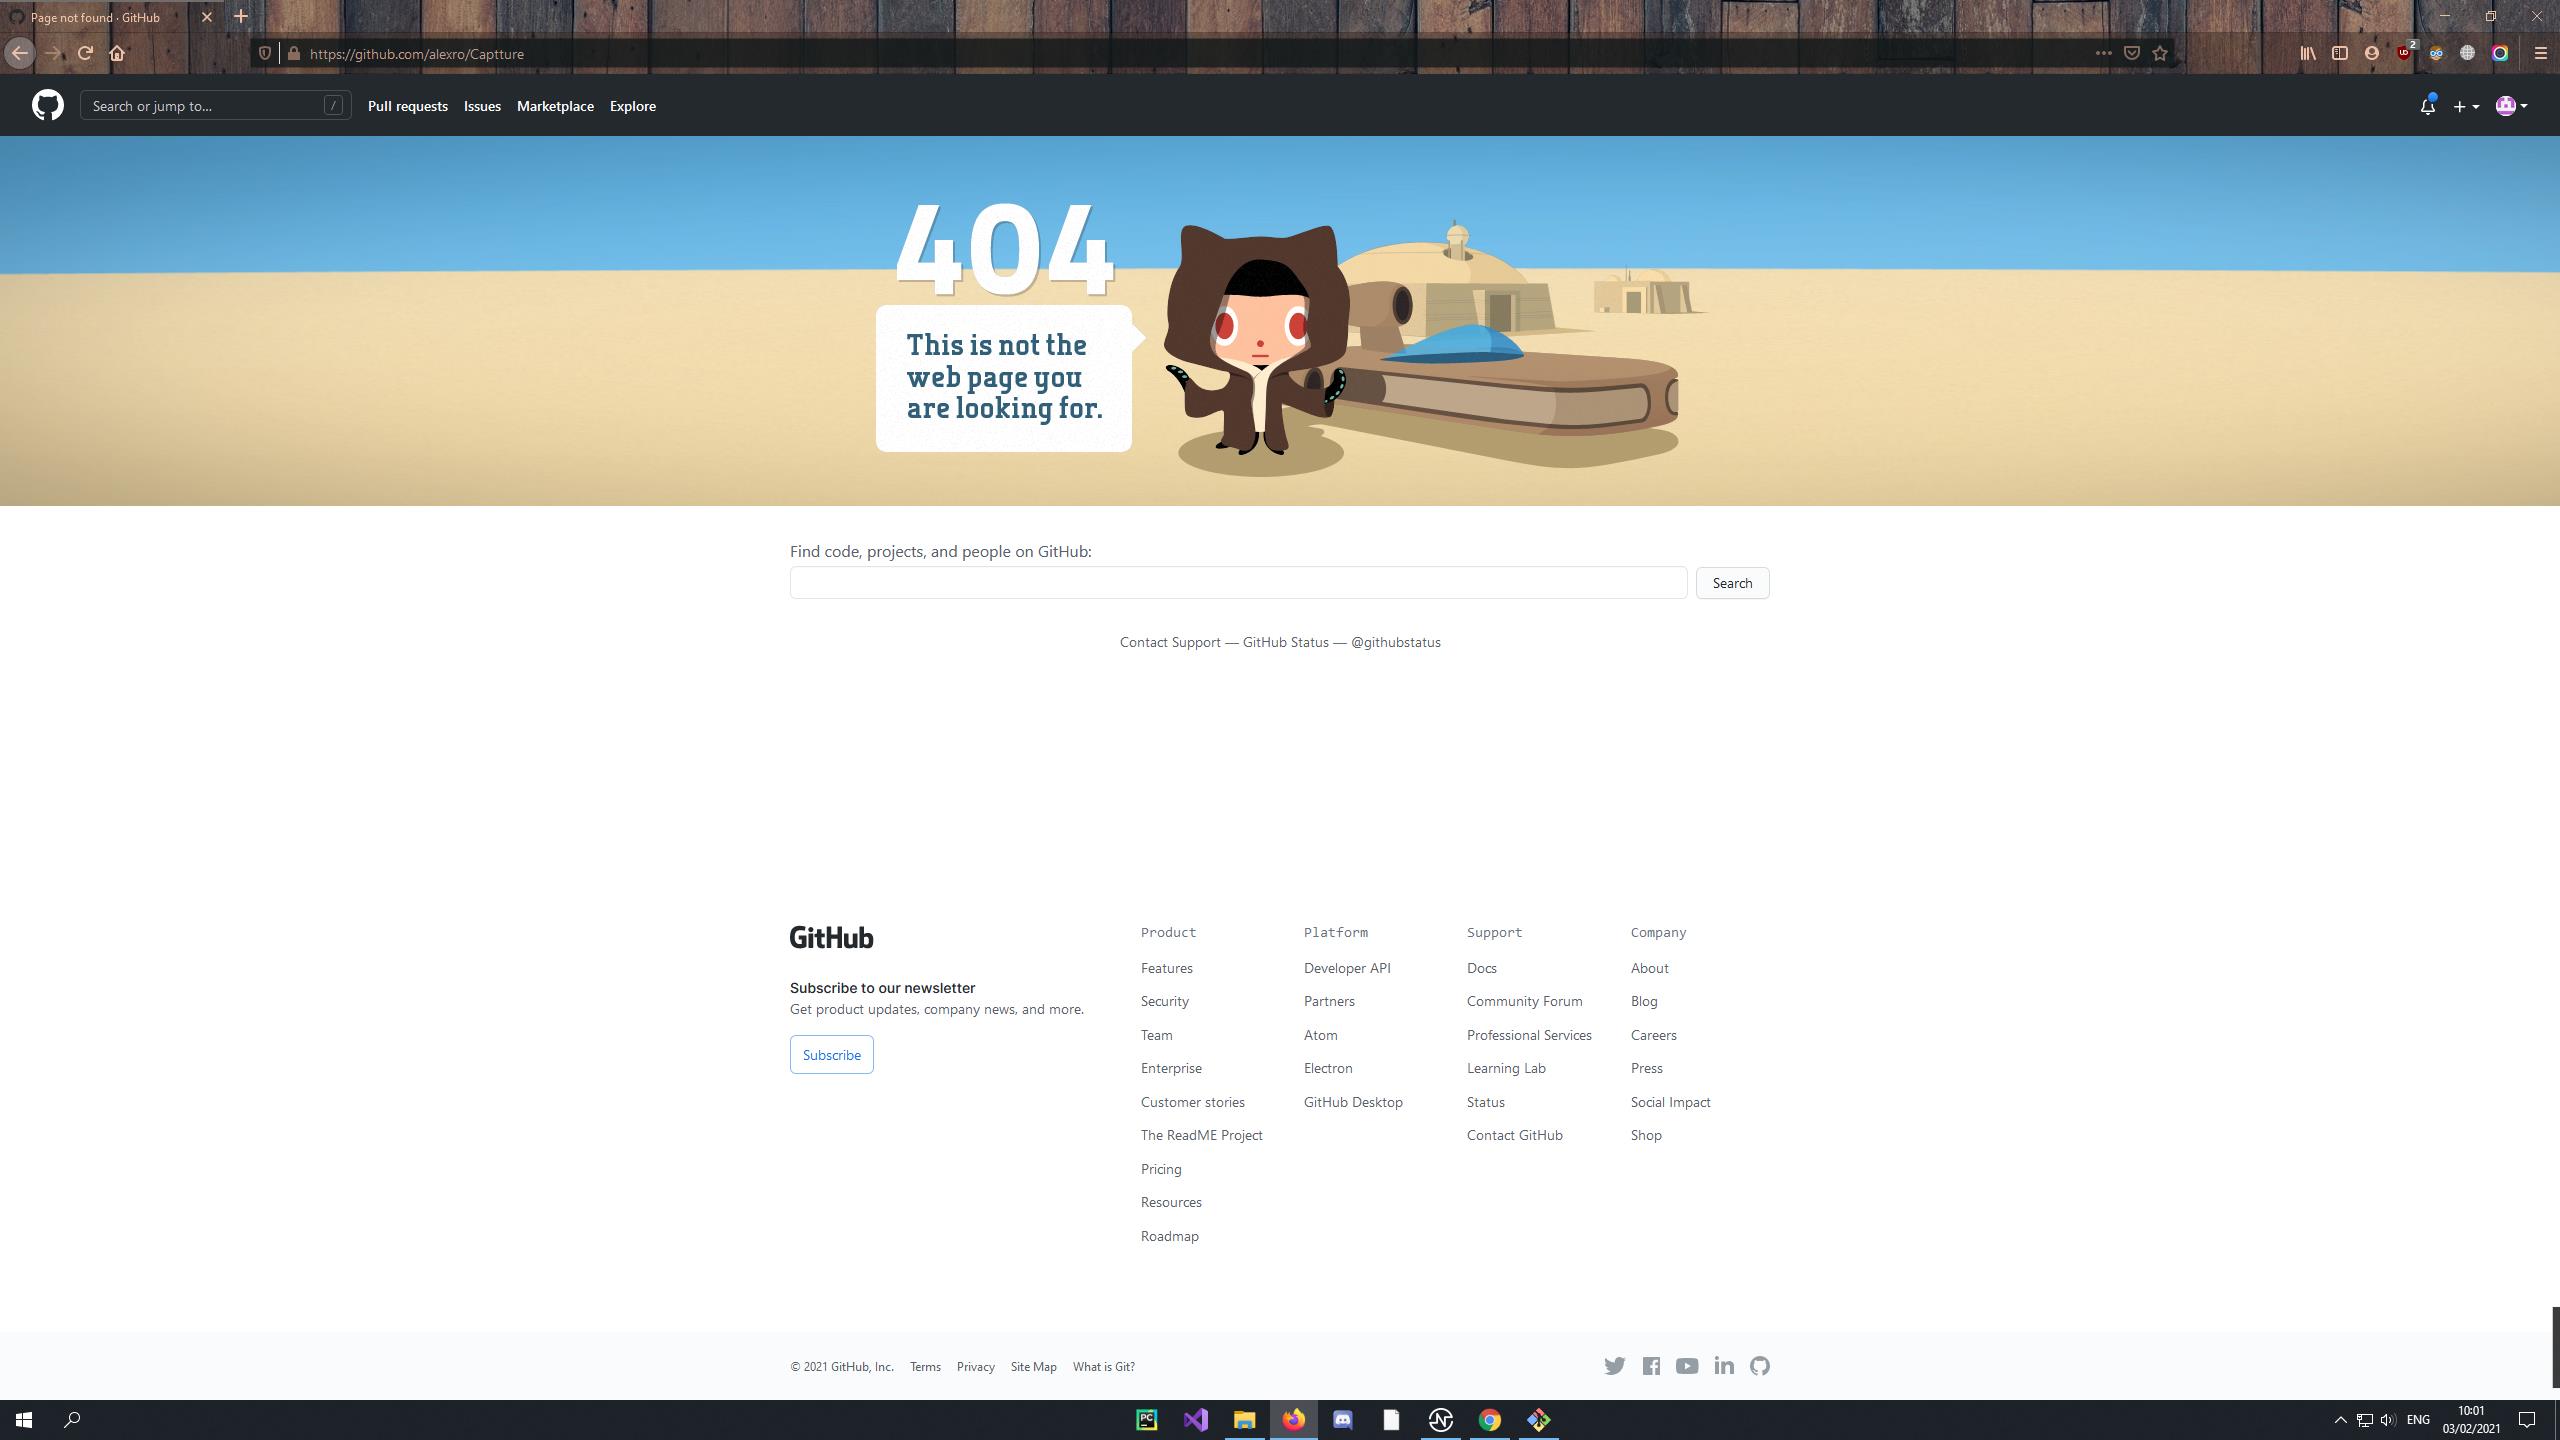 Page not found · GitHub
https://github.com/alexro/Captture
2
Search or jump to...
/
Pull requests
Issues
Marketplace
Explore
404
This is not the
web page you
are looking for.
Find code, projects, and people on GitHub:
Search
Contact Support — GitHub Status — @githubstatus
GitHub
Subscribe to our newsletter
Get product updates, company news, and more.
Subscribe
Product
Features
Security
Team
Enterprise
Customer stories
The ReadME Project
Pricing
Resources
Roadmap
Platform
Developer API
Partners
Atom
Electron
GitHub Desktop
Support
Docs
Community Forum
Professional Services
Learning Lab
Status
Contact GitHub
Company
About
Blog
Careers
Press
Social Impact
Shop
© 2021 GitHub, Inc.
Terms
Privacy
Site Map
What is Git?
PC
ENG
10:01
03/02/2021